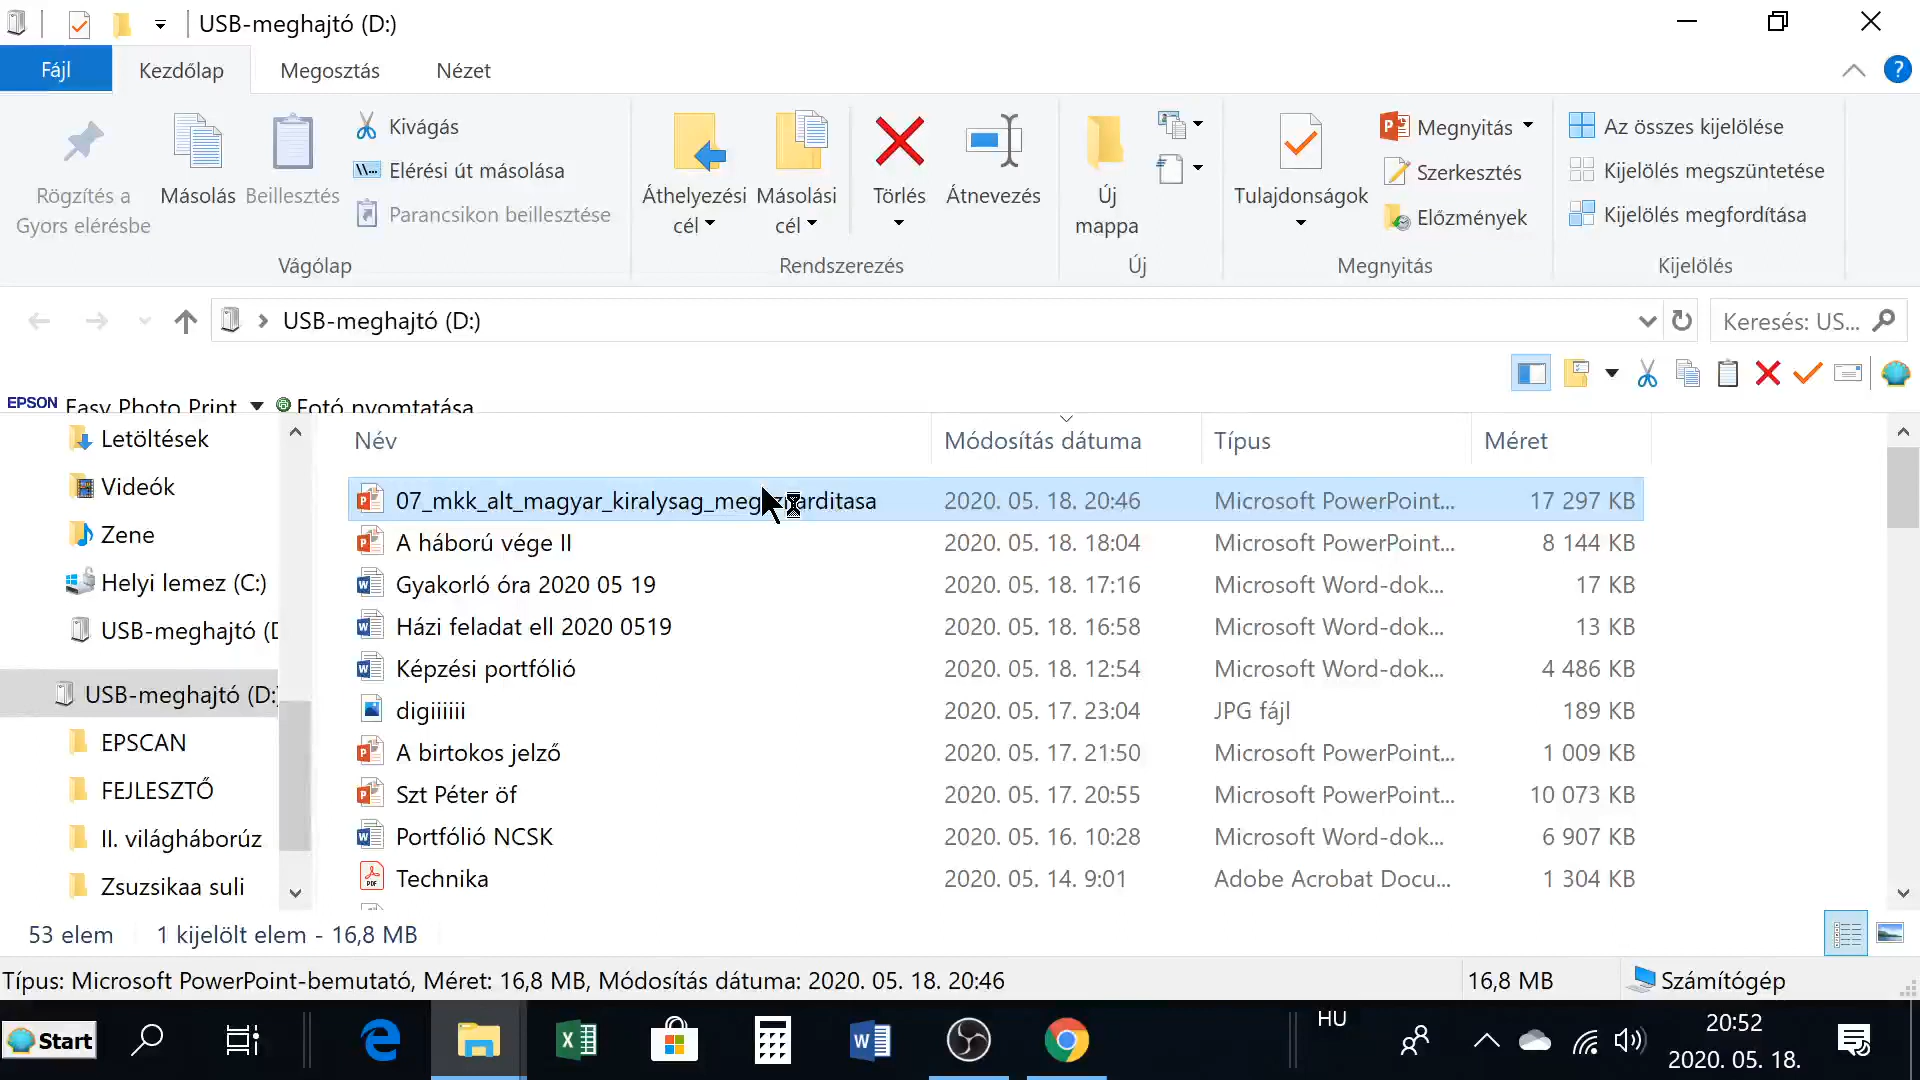 USB-meghajtó (D:)
Fájl Kezdőlap Megosztás Nézet
Rögzítés a Gyors elérésbe
Másolás
Beillesztés
Kivágás
Elérési út másolása
Parancsikon beillesztése
Vágólap
Áthelyezési cél
Másolási cél
Törlés
Átnevezés
Rendszerezés
Új mappa
Új
Tulajdonságok
Megnyitás
Szerkesztés
Előzmények
Megnyitás
Az összes kijelölése
Kijelölés megszüntetése
Kijelölés megfordítása
Kijelölés
USB-meghajtó (D:)
Keresés: US...
EPSON Easy Photo Print Fotó nyomtatása
Letöltések
Videók
Zene
Helyi lemez (C:)
USB-meghajtó (D
USB-meghajtó (D:
EPSCAN
FEJLESZTŐ
II. világháborúz
Zsuzsikaa suli
Név Módosítás dátuma Típus Méret
2020. 05. 18. 20:46 Microsoft PowerPoint... 17 297 KB
A háború vége II 2020. 05. 18. 18:04 Microsoft PowerPoint... 8 144 KB
Gyakorló óra 2020 05 19 2020. 05. 18. 17:16 Microsoft Word-dok... 17 KB
Házi feladat ell 2020 0519 2020. 05. 18. 16:58 Microsoft Word-dok... 13 KB
Képzési portfólió 2020. 05. 18. 12:54 Microsoft Word-dok... 4 486 KB
digiiiiii 2020. 05. 17. 23:04 JPG fájl 189 KB
A birtokos jelző 2020. 05. 17. 21:50 Microsoft PowerPoint... 1 009 KB
Szt Péter öf 2020. 05. 17. 20:55 Microsoft PowerPoint... 10 073 KB
Portfólió NCSK 2020. 05. 16. 10:28 Microsoft Word-dok... 6 907 KB
Technika 2020. 05. 14. 9:01 Adobe Acrobat Docu... 1 304 KB
53 elem 1 kijelölt elem - 16,8 MB
Típus: Microsoft PowerPoint-bemutató, Méret: 16,8 MB, Módosítás dátuma: 2020. 05. 18. 20:46 16,8 MB Számítógép
Start
HU
20:52
2020. 05. 18.